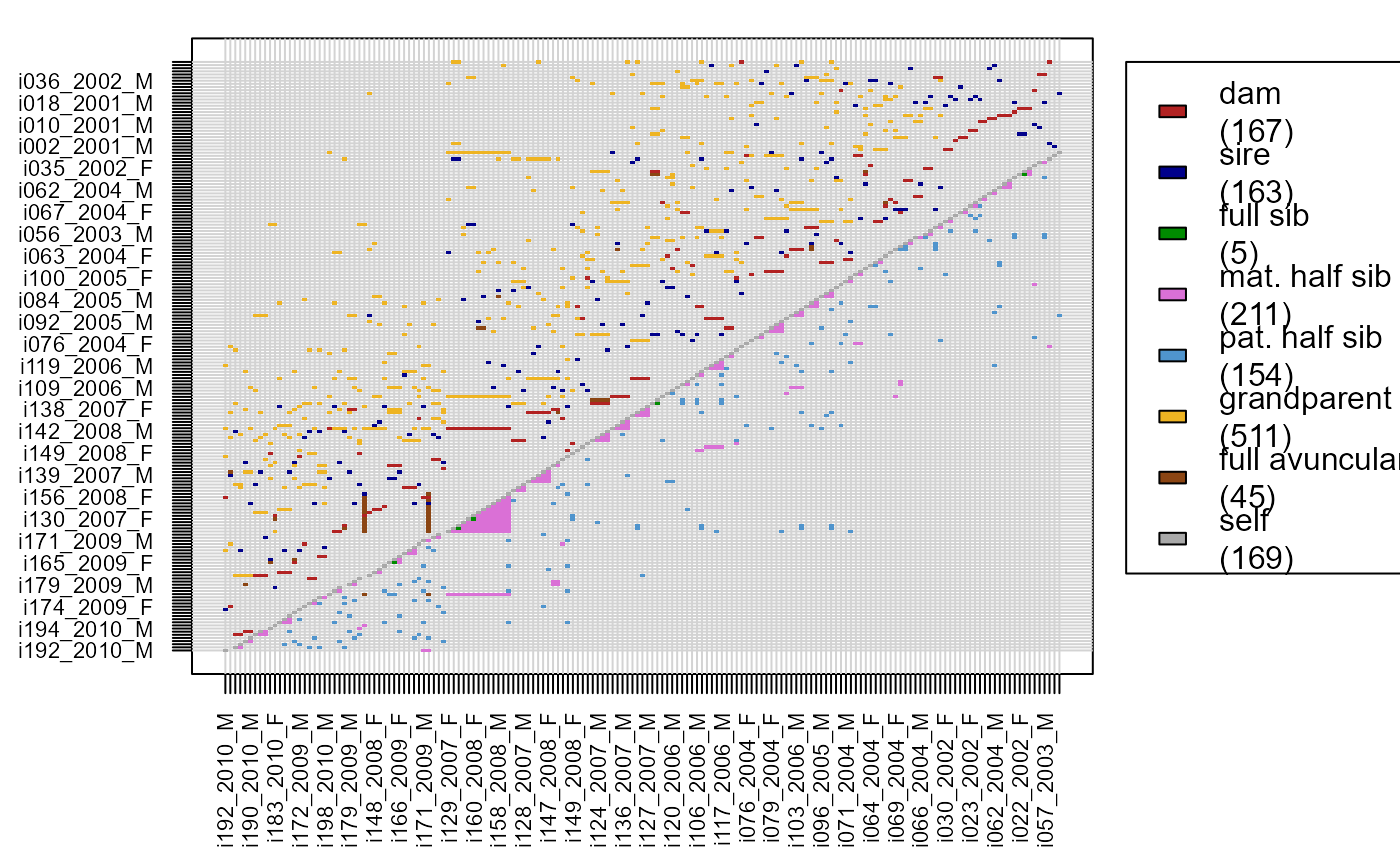 i036_2002_M
i018_2001_M
i010_2001_M
i002_2001_M
i035_2002_F
i062_2004_M
i067_2004_F
i056_2003_M
i063_2004_F
i100_2005_F
i084_2005_M
i092_2005_M
i076_2004_F
i119_2006_M
i109_2006_M
i138_2007_F
i142_2008_M
i149_2008_F
i139_2007_M
i156_2008_F
i130_2007_F
i171_2009_M
i165_2009_F
i179_2009_M
i174_2009_F
i194_2010_M
i192_2010_M
i192_2010_M
i190_2010_M
i183_2010_F
i172_2009_M
i198_2010_M
i179_2009_M
i148_2008_F
i166_2009_F
i171_2009_M
i129_2007_F
i160_2008_F
i158_2008_M
i128_2007_M
i147_2008_F
i149_2008_F
i124_2007_M
i136_2007_M
i127_2007_M
i120_2006_M
i106_2006_M
i117_2006_M
i076_2004_F
i079_2004_F
i103_2006_M
i096_2005_M
i071_2004_M
i064_2004_F
i069_2004_F
i066_2004_M
i030_2002_F
i023_2002_F
i062_2004_M
i022_2002_F
i057_2003_M
dam
(167)
sire
(163)
full sib
(5)
mat. half sib
(211)
pat. half sib
(154)
grandparent
(511)
full avuncular
(45)
self
(169)